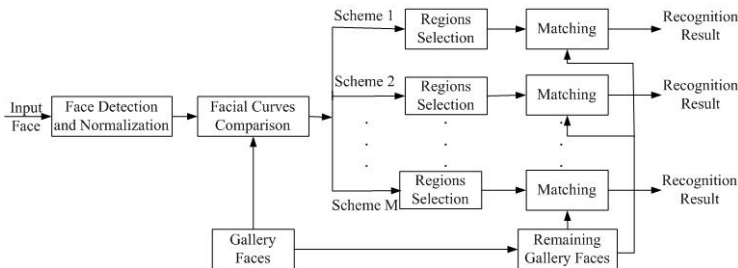 Scheme 1
Regions
Selection
Matching
Recognition
Result
Input
Face
Face Detection
and Normalization
Facial Curves
Comparison
Scheme 2
Regions
Selection
Matching
Recognition
Result
Scheme M
Regions
Selection
Matching
Recognition
Result
Gallery
Faces
Remaining
Gallery Faces